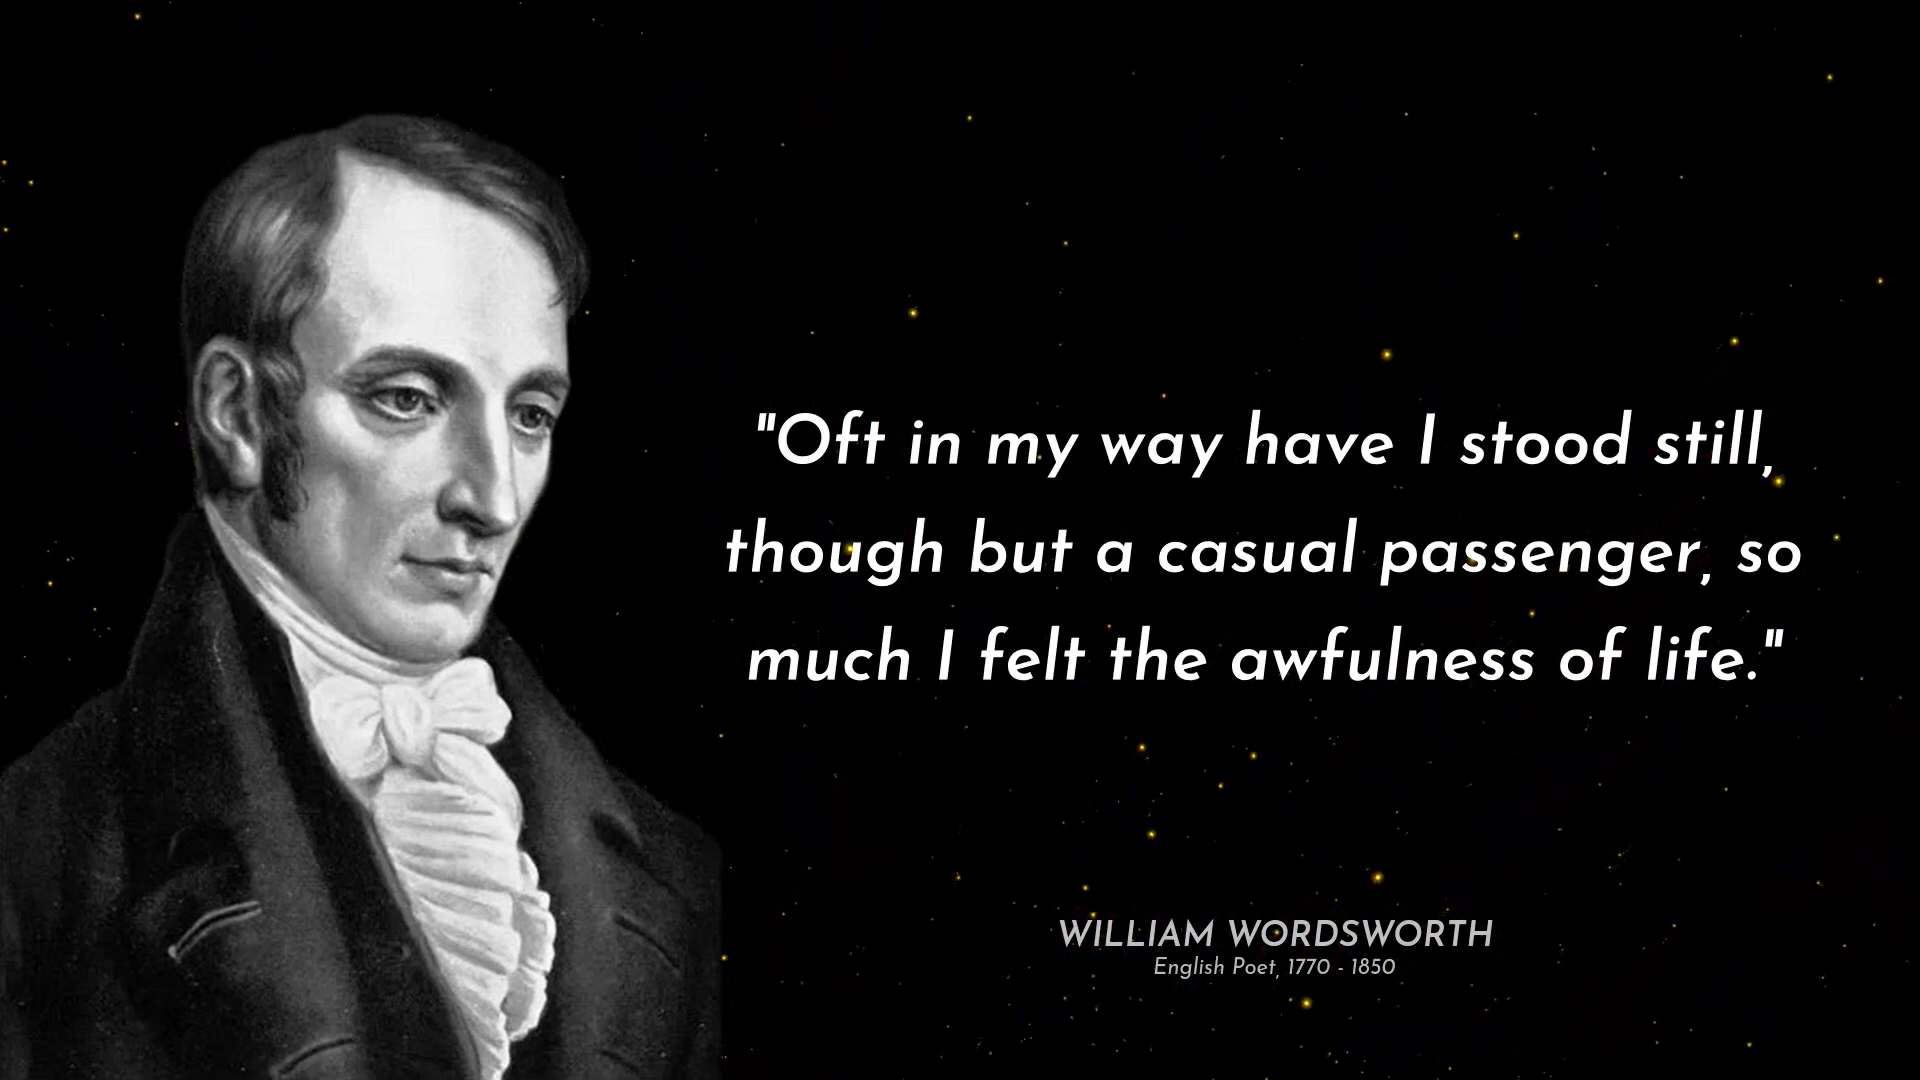 "Oft in my way have I stood still,
though but a casual passenger, so
much I felt the awfulness of life."
WILLIAM WORDSWORTH
English Poet, 1770 - 1850